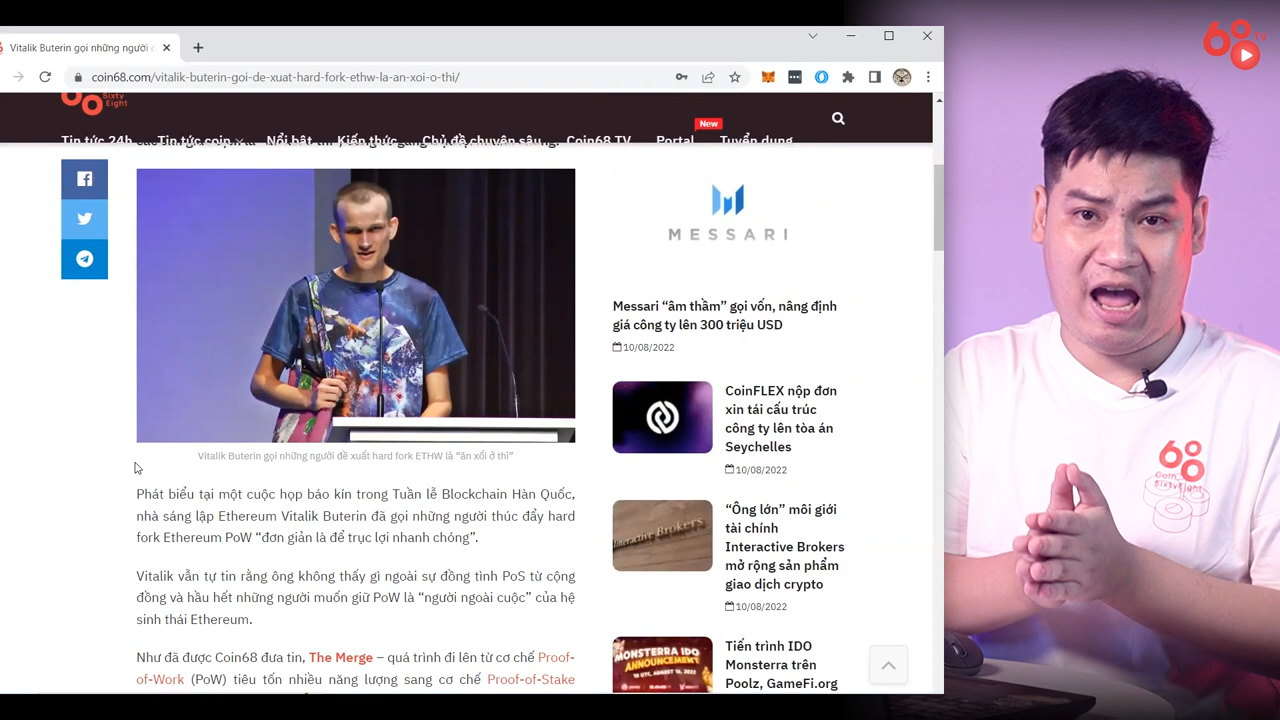 Vitalik Buterin gọi những người
coin68.com/vitalik-buterin-goi-de-xuat-hard-fork-ethw-la-an-xoi-o-thi/
68 TV
Sixty
Eight
New
Tin tức 24h Tin tức coin Nổi bật Kiến thức Chủ đề chuyên sâu Coin68 TV Portal Tuyển dụng
MESSARI
Messari “âm thầm” gọi vốn, nâng định
giá công ty lên 300 triệu USD
10/08/2022
CoinFLEX nộp đơn
xin tái cấu trúc
công ty lên tòa án
Seychelles
10/08/2022
Vitalik Buterin gọi những người đề xuất hard fork ETHW là “ăn xổi ở thì”
Phát biểu tại một cuộc họp báo kín trong Tuần lễ Blockchain Hàn Quốc,
nhà sáng lập Ethereum Vitalik Buterin đã gọi những người thúc đẩy hard
fork Ethereum PoW “đơn giản là để trục lợi nhanh chóng”.
Vitalik vẫn tự tin rằng ông không thấy gì ngoài sự đồng tình PoS từ cộng
đồng và hầu hết những người muốn giữ PoW là “người ngoài cuộc” của hệ
sinh thái Ethereum.
Như đã được Coin68 đưa tin, The Merge – quá trình đi lên từ cơ chế Proof-
of-Work (PoW) tiêu tốn nhiều năng lượng sang cơ chế Proof-of-Stake
Interactive Brokers
“Ông lớn” môi giới
tài chính
Interactive Brokers
mở rộng sản phẩm
giao dịch crypto
10/08/2022
MONSTERRA IDO
ANNOUNCEMENT
Tiến trình IDO
Monsterra trên
Poolz, GameFi.org
68
Coin
SixtyEight